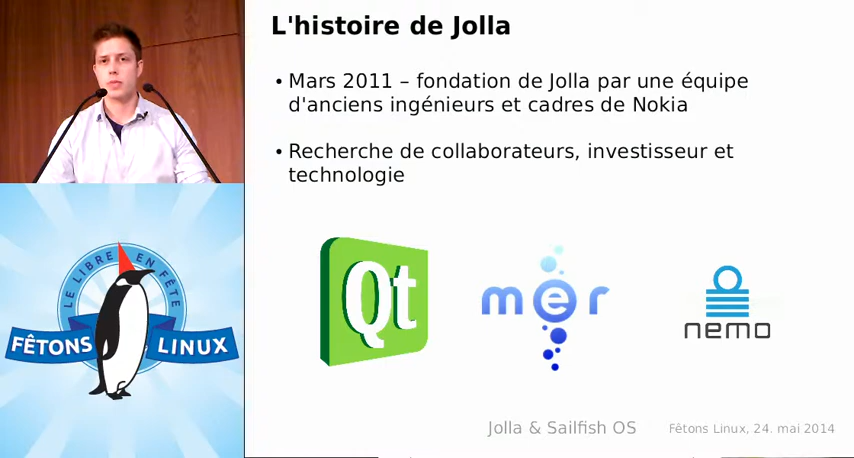 L'histoire de Jolla
• Mars 2011 – fondation de Jolla par une équipe
d'anciens ingénieurs et cadres de Nokia
• Recherche de collaborateurs, investisseur et
technologie
Qt
mer
nemo
LE LIBRE EN FÊTE
FÊTONS LINUX
Jolla & Sailfish OS
Fêtons Linux, 24. mai 2014